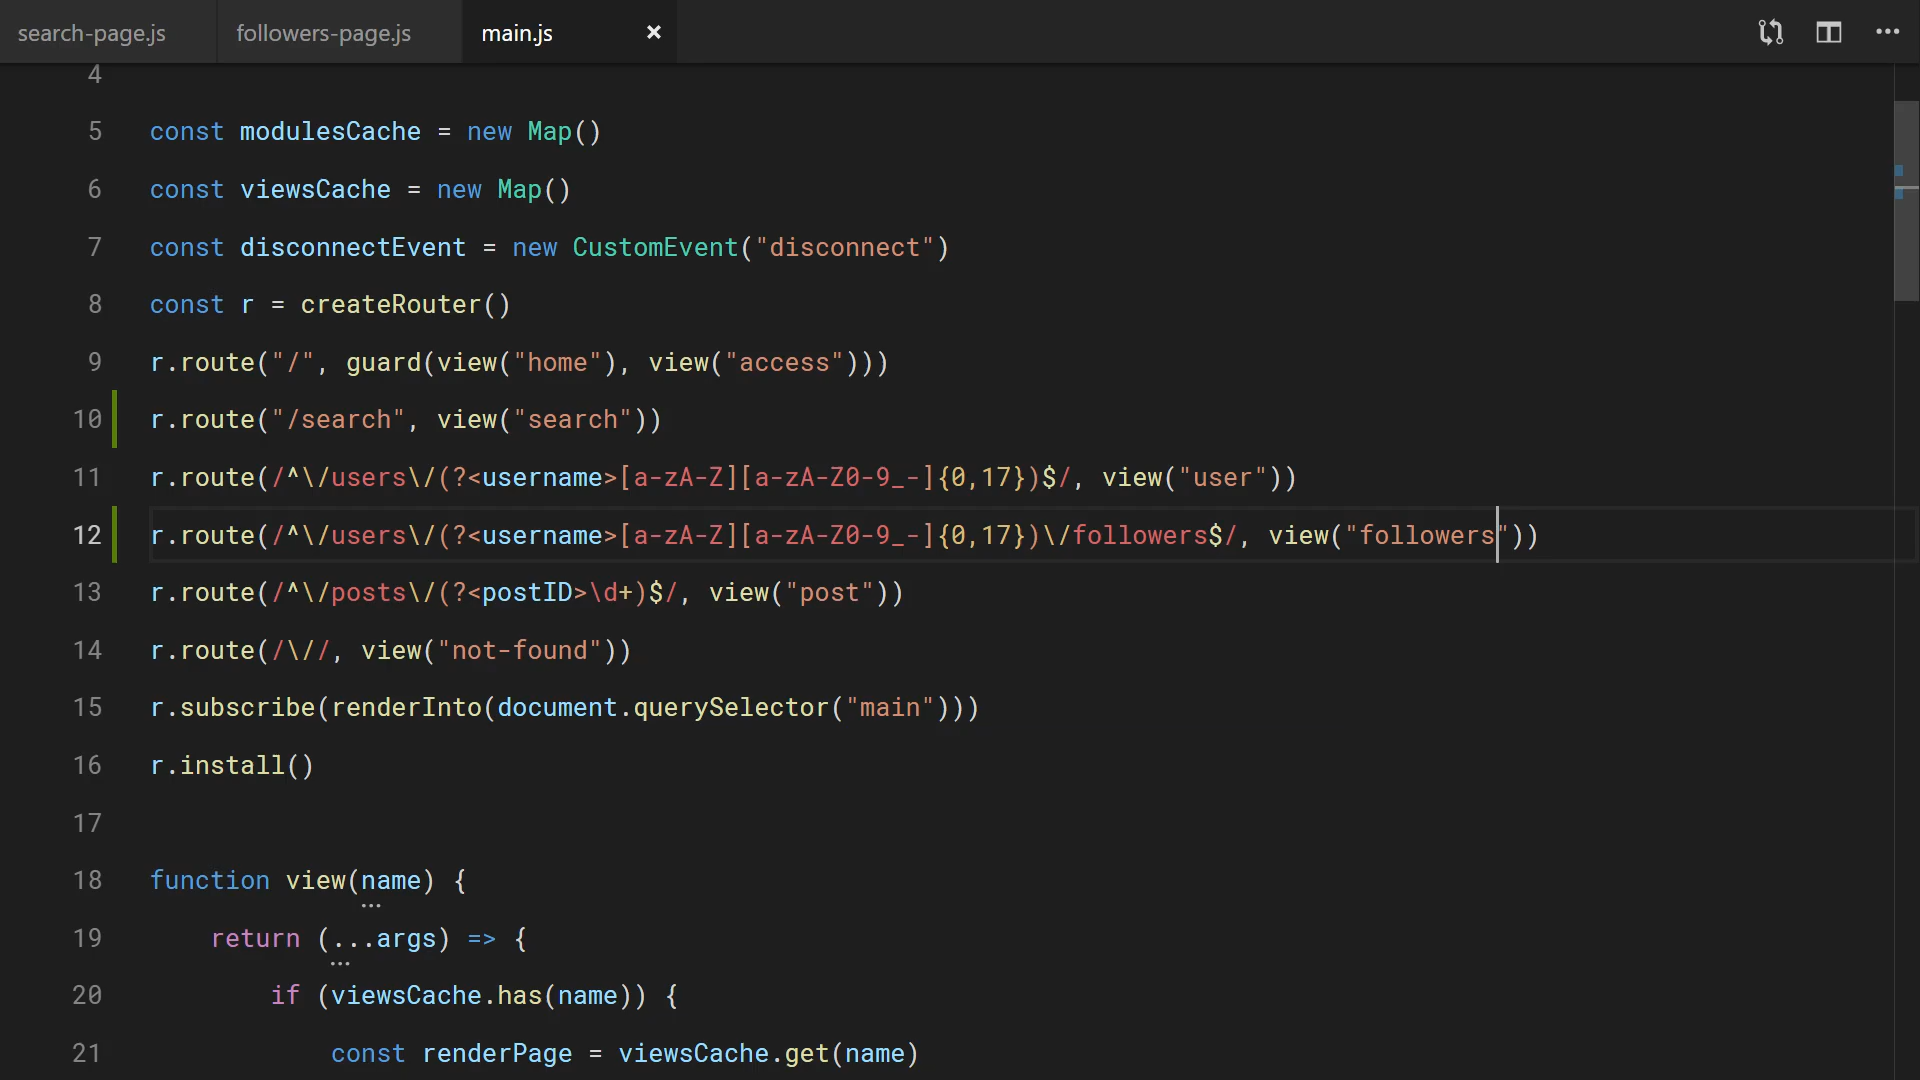 search-page.js followers-page.js main.js ×
4
5 const modulesCache = new Map()
6 const viewsCache = new Map()
7 const disconnectEvent = new CustomEvent("disconnect")
8 const r = createRouter()
9 r.route("/", guard(view("home"), view("access")))
10 r.route("/search", view("search"))
11 r.route(/^\/users\/(?<username>[a-zA-Z][a-zA-Z0-9_-]{0,17})$/, view("user"))
12 r.route(/^\/users\/(?<username>[a-zA-Z][a-zA-Z0-9_-]{0,17})\/followers$/, view("followers"))
13 r.route(/^\/posts\/(?<postID>\d+)$/, view("post"))
14 r.route(/\//, view("not-found"))
15 r.subscribe(renderInto(document.querySelector("main")))
16 r.install()
17
18 function view(name) {
19     return (...args) => {
20         if (viewsCache.has(name)) {
21             const renderPage = viewsCache.get(name)